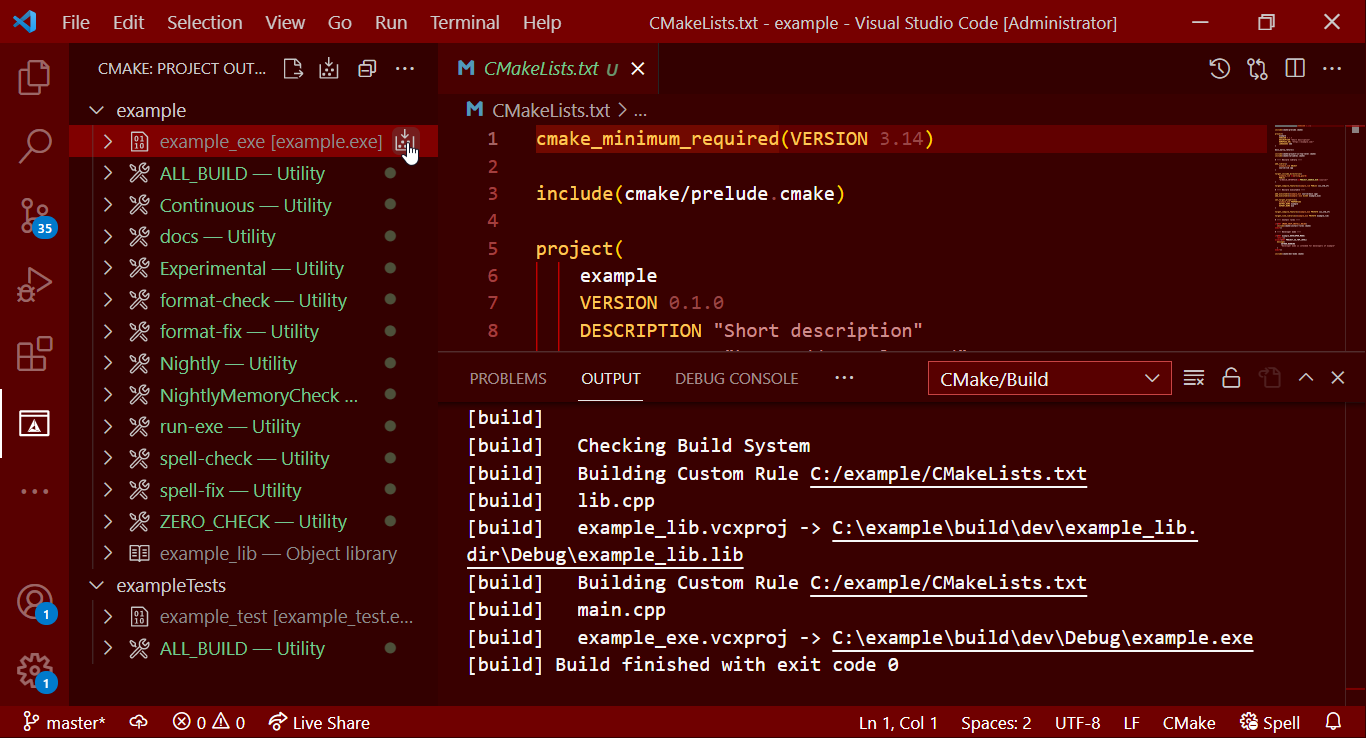 File Edit Selection View Go Run Terminal Help
CMakeLists.txt - example - Visual Studio Code [Administrator]
CMAKE: PROJECT OUT...
example
example_exe [example.exe]
ALL_BUILD — Utility
Continuous — Utility
docs — Utility
Experimental — Utility
format-check — Utility
format-fix — Utility
Nightly — Utility
NightlyMemoryCheck ...
run-exe — Utility
spell-check — Utility
spell-fix — Utility
ZERO_CHECK — Utility
example_lib — Object library
exampleTests
example_test [example_test.e...
ALL_BUILD — Utility
35
1
1
CMakeLists.txt U
CMakeLists.txt > ...
1 cmake_minimum_required(VERSION 3.14)
2
3 include(cmake/prelude.cmake)
4
5 project(
6 example
7 VERSION 0.1.0
8 DESCRIPTION "Short description"
PROBLEMS OUTPUT DEBUG CONSOLE ... CMake/Build
[build]
[build] Checking Build System
[build] Building Custom Rule C:/example/CMakeLists.txt
[build] lib.cpp
[build] example_lib.vcxproj -> C:\example\build\dev\example_lib.
dir\Debug\example_lib.lib
[build] Building Custom Rule C:/example/CMakeLists.txt
[build] main.cpp
[build] example_exe.vcxproj -> C:\example\build\dev\Debug\example.exe
[build] Build finished with exit code 0
master* 0 0 Live Share Ln 1, Col 1 Spaces: 2 UTF-8 LF CMake Spell